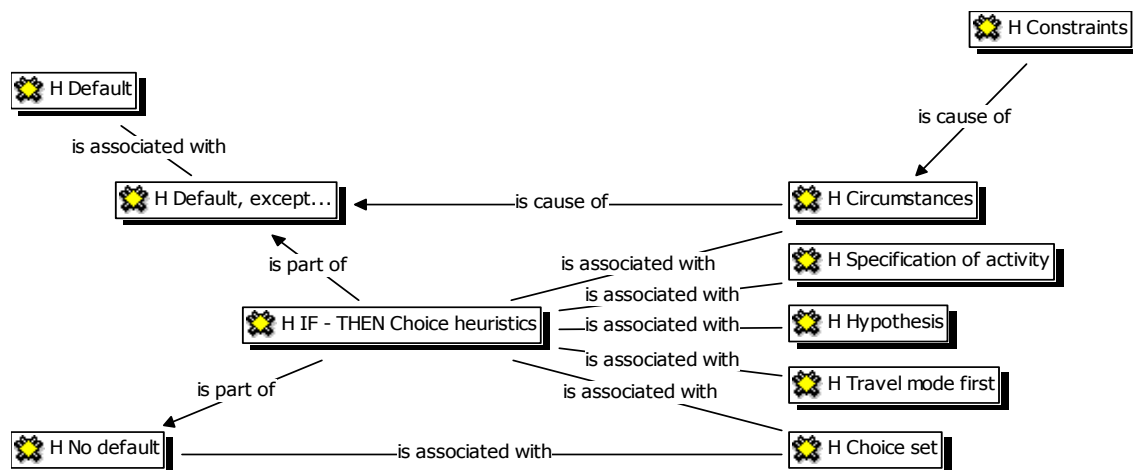 H Constraints
H Default
is cause of
is associated with
H Default, except...
is cause of
H Circumstances
is part of
is associated with
H Specification of activity
is associated with
H IF - THEN Choice heuristics
is associated with
H Hypothesis
is associated with
H Travel mode first
is part of
is associated with
H No default
is associated with
H Choice set